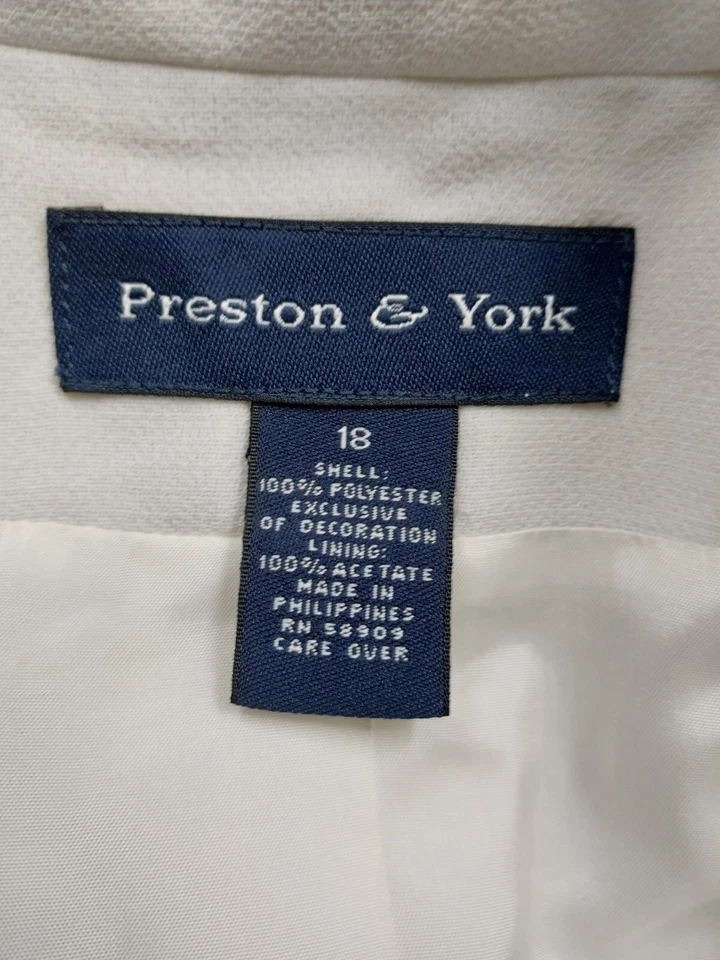 Preston & York
18
SHELL:
100% POLYESTER
EXCLUSIVE
OF DECORATION
LINING:
100% ACETATE
MADE IN
PHILIPPINES
RN 58909
CARE OVER